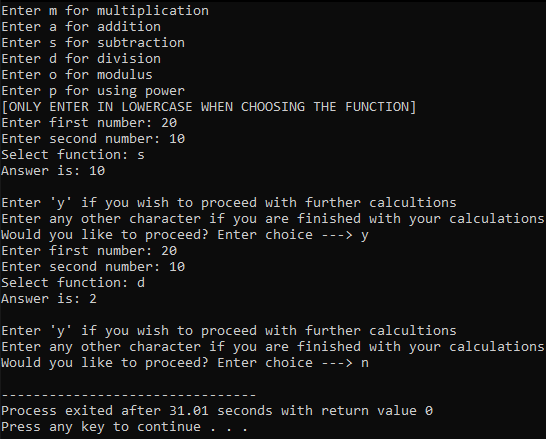 Enter m for multiplication
Enter a for addition
Enter s for subtraction
Enter d for division
Enter o for modulus
Enter p for using power
[ONLY ENTER IN LOWERCASE WHEN CHOOSING THE FUNCTION]
Enter first number: 20
Enter second number: 10
Select function: s
Answer is: 10
Enter 'y' if you wish to proceed with further calcultions
Enter any other character if you are finished with your calculations
Would you like to proceed? Enter choice ---> y
Enter first number: 20
Enter second number: 10
Select function: d
Answer is: 2
Enter 'y' if you wish to proceed with further calcultions
Enter any other character if you are finished with your calculations
Would you like to proceed? Enter choice ---> n
--------------------------------
Process exited after 31.01 seconds with return value 0
Press any key to continue . . .